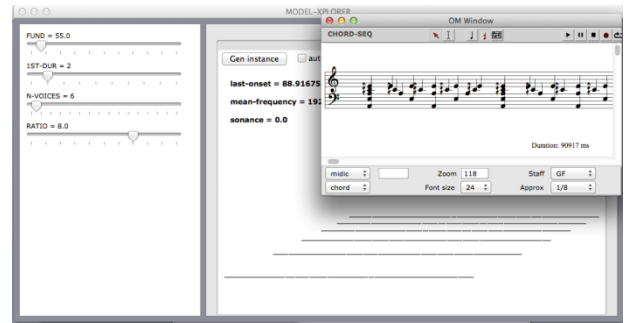 MODEL-XPLORER
FUND = 55.0
1ST-DUR = 2
N-VOICES = 6
RATIO = 8.0
Gen instance
last-onset = 88.91675
mean-frequency = 192
sonance = 0.0
OM Window
CHORD-SEQ
Duration: 90917 ms
midic Zoom 118 Staff GF
chord Font size 24 Approx 1/8